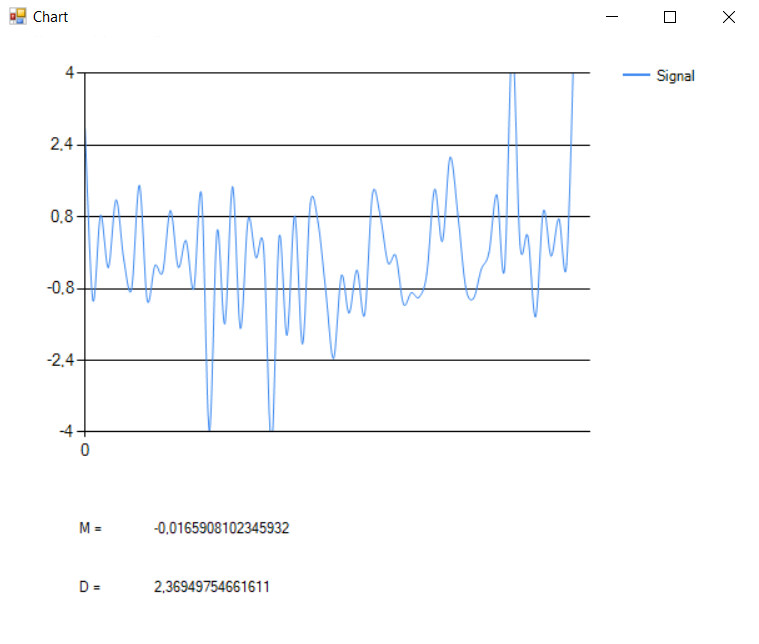 Chart
4
Signal
2,4
0,8
-0,8
-2,4
-4
0
M = -0,0165908102345932
D = 2,36949754661611